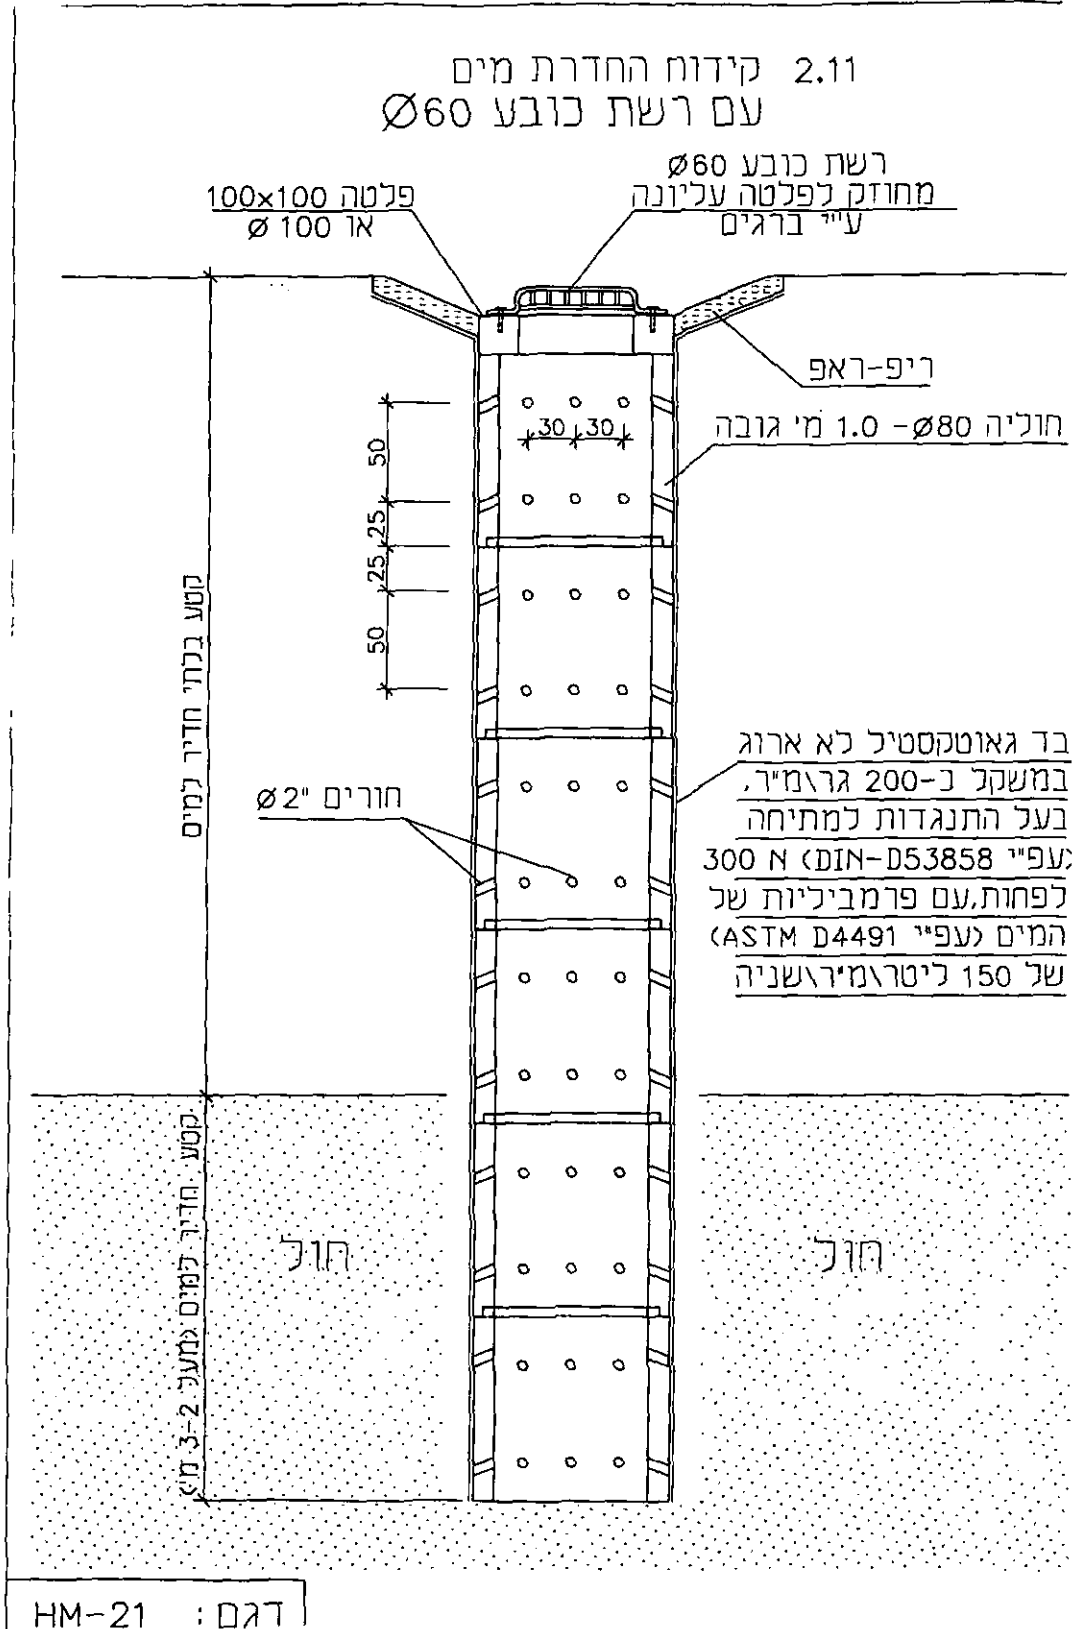 2.11 קידוח החדרת מים
עם רשת כובע Ø60
רשת כובע Ø60
מחוזק לפלטה עליונה
ע"י ברגים
פלטה 100x100
או Ø 100
ריפ-ראפ
חוליה Ø80 - 1.0 מ' גובה
30 30
50
25
25
50
קטע בלתי חדיר למים
חורים "2 Ø
בד גאוטקסטיל לא ארוג
במשקל כ-200 גר\מ"ר,
בעל התנגדות למתיחה
(עפ"י DIN-D53858) 300 N
לפחות,עם פרמביליות של
המים (עפ"י ASTM D4491)
של 150 ליטר\מ"ר\שניה
קטע חדיר למים (מעל 3-2 מ')
חול
חול
דגם : HM-21